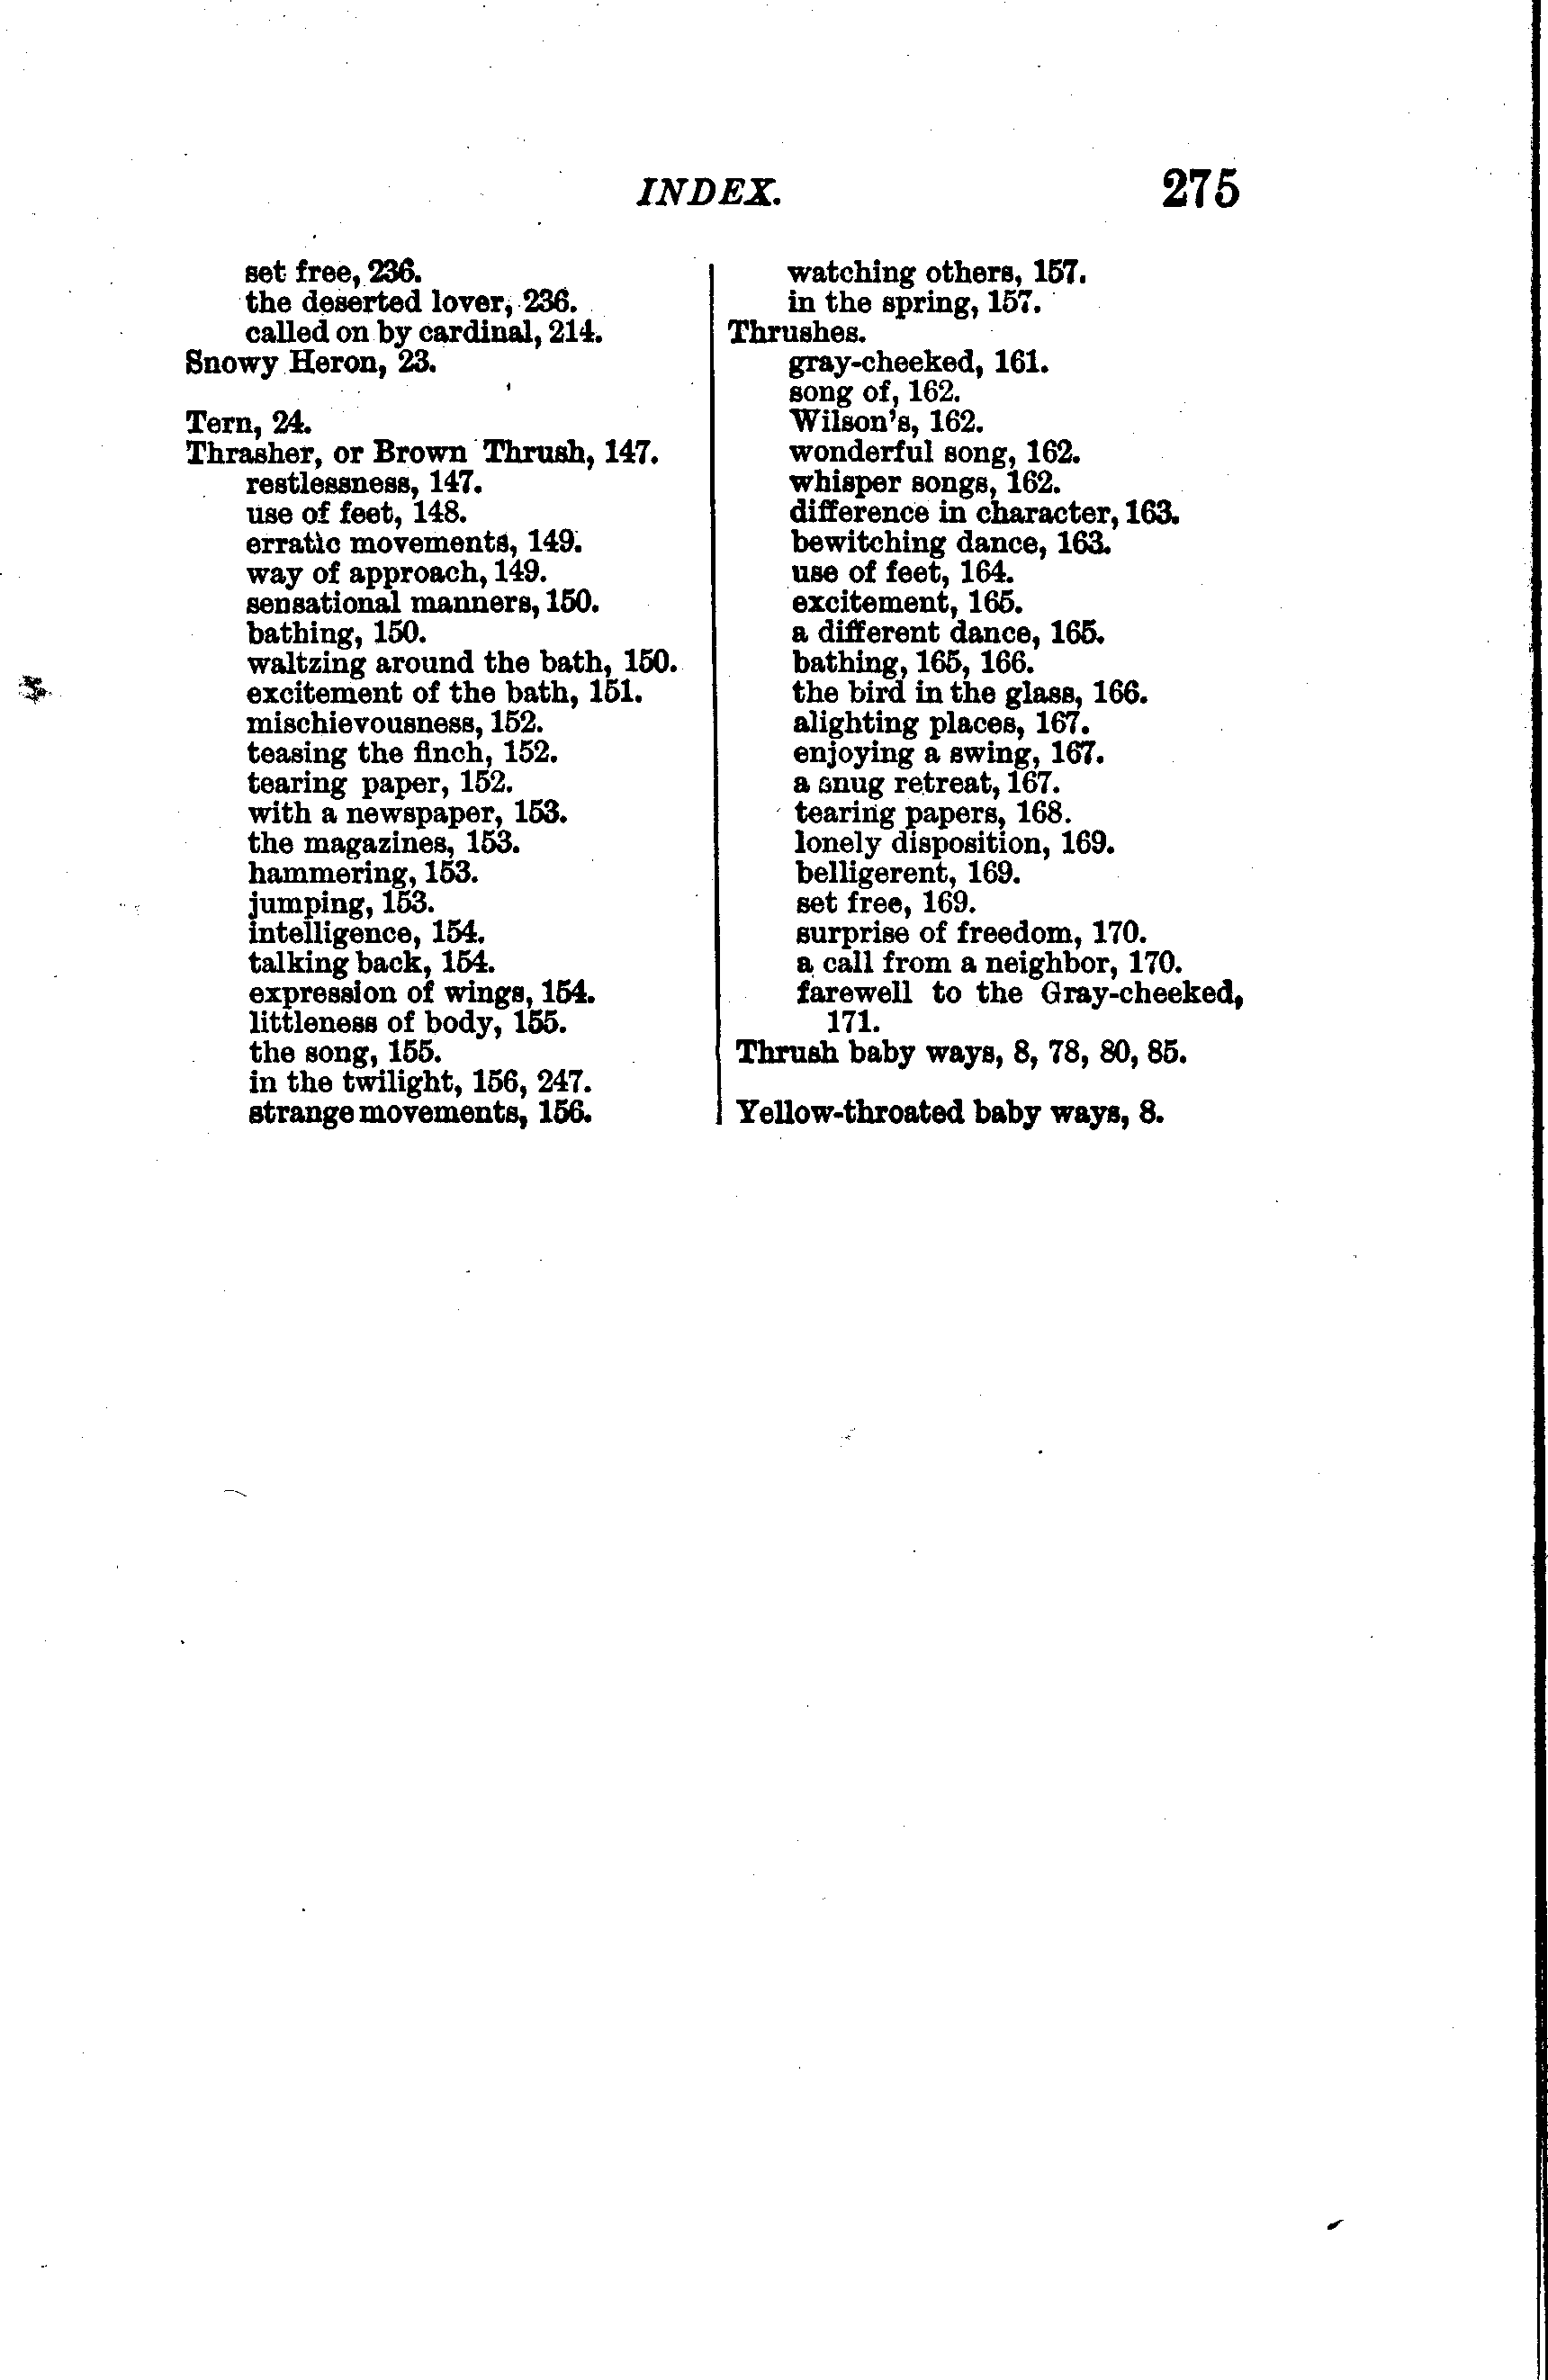 INDEX. 275
set free, 236.
the deserted lover, 236.
called on by cardinal, 214.
Snowy Heron, 23.
Tern, 24.
Thrasher, or Brown Thrush, 147.
restlessness, 147.
use of feet, 148.
erratic movements, 149.
way of approach, 149.
sensational manners, 150.
bathing, 150.
waltzing around the bath, 150.
excitement of the bath, 151.
mischievousness, 152.
teasing the finch, 152.
tearing paper, 152.
with a newspaper, 153.
the magazines, 153.
hammering, 153.
jumping, 153.
intelligence, 154.
talking back, 154.
expression of wings, 154.
littleness of body, 155.
the song, 155.
in the twilight, 156, 247.
strange movements, 156.
watching others, 157.
in the spring, 157.
Thrushes.
gray-cheeked, 161.
song of, 162.
Wilson's, 162.
wonderful song, 162.
whisper songs, 162.
difference in character, 163.
bewitching dance, 163.
use of feet, 164.
excitement, 165.
a different dance, 165.
bathing, 165, 166.
the bird in the glass, 166.
alighting places, 167.
enjoying a swing, 167.
a snug retreat, 167.
tearing papers, 168.
lonely disposition, 169.
belligerent, 169.
set free, 169.
surprise of freedom, 170.
a call from a neighbor, 170.
farewell to the Gray-cheeked,
171.
Thrush baby ways, 8, 78, 80, 85.
Yellow-throated baby ways, 8.